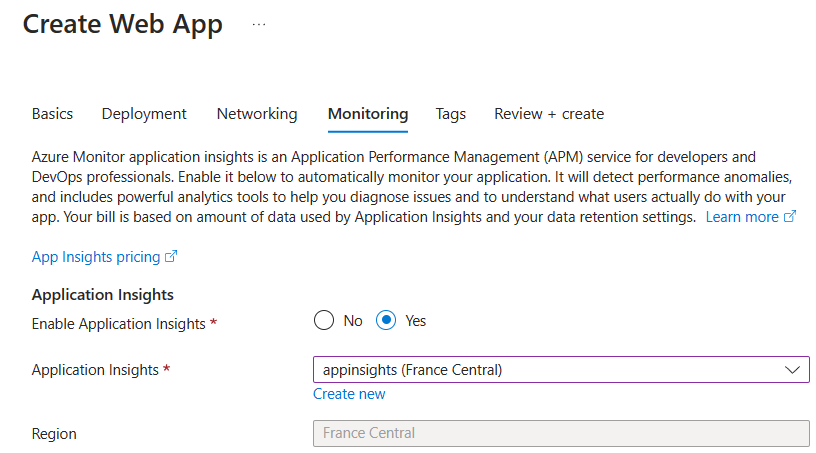 Create Web App ...
Basics Deployment Networking Monitoring Tags Review + create
Azure Monitor application insights is an Application Performance Management (APM) service for developers and
DevOps professionals. Enable it below to automatically monitor your application. It will detect performance anomalies,
and includes powerful analytics tools to help you diagnose issues and to understand what users actually do with your
app. Your bill is based on amount of data used by Application Insights and your data retention settings. Learn more
App Insights pricing
Application Insights
Enable Application Insights * No Yes
Application Insights * appinsights (France Central)
Create new
Region France Central